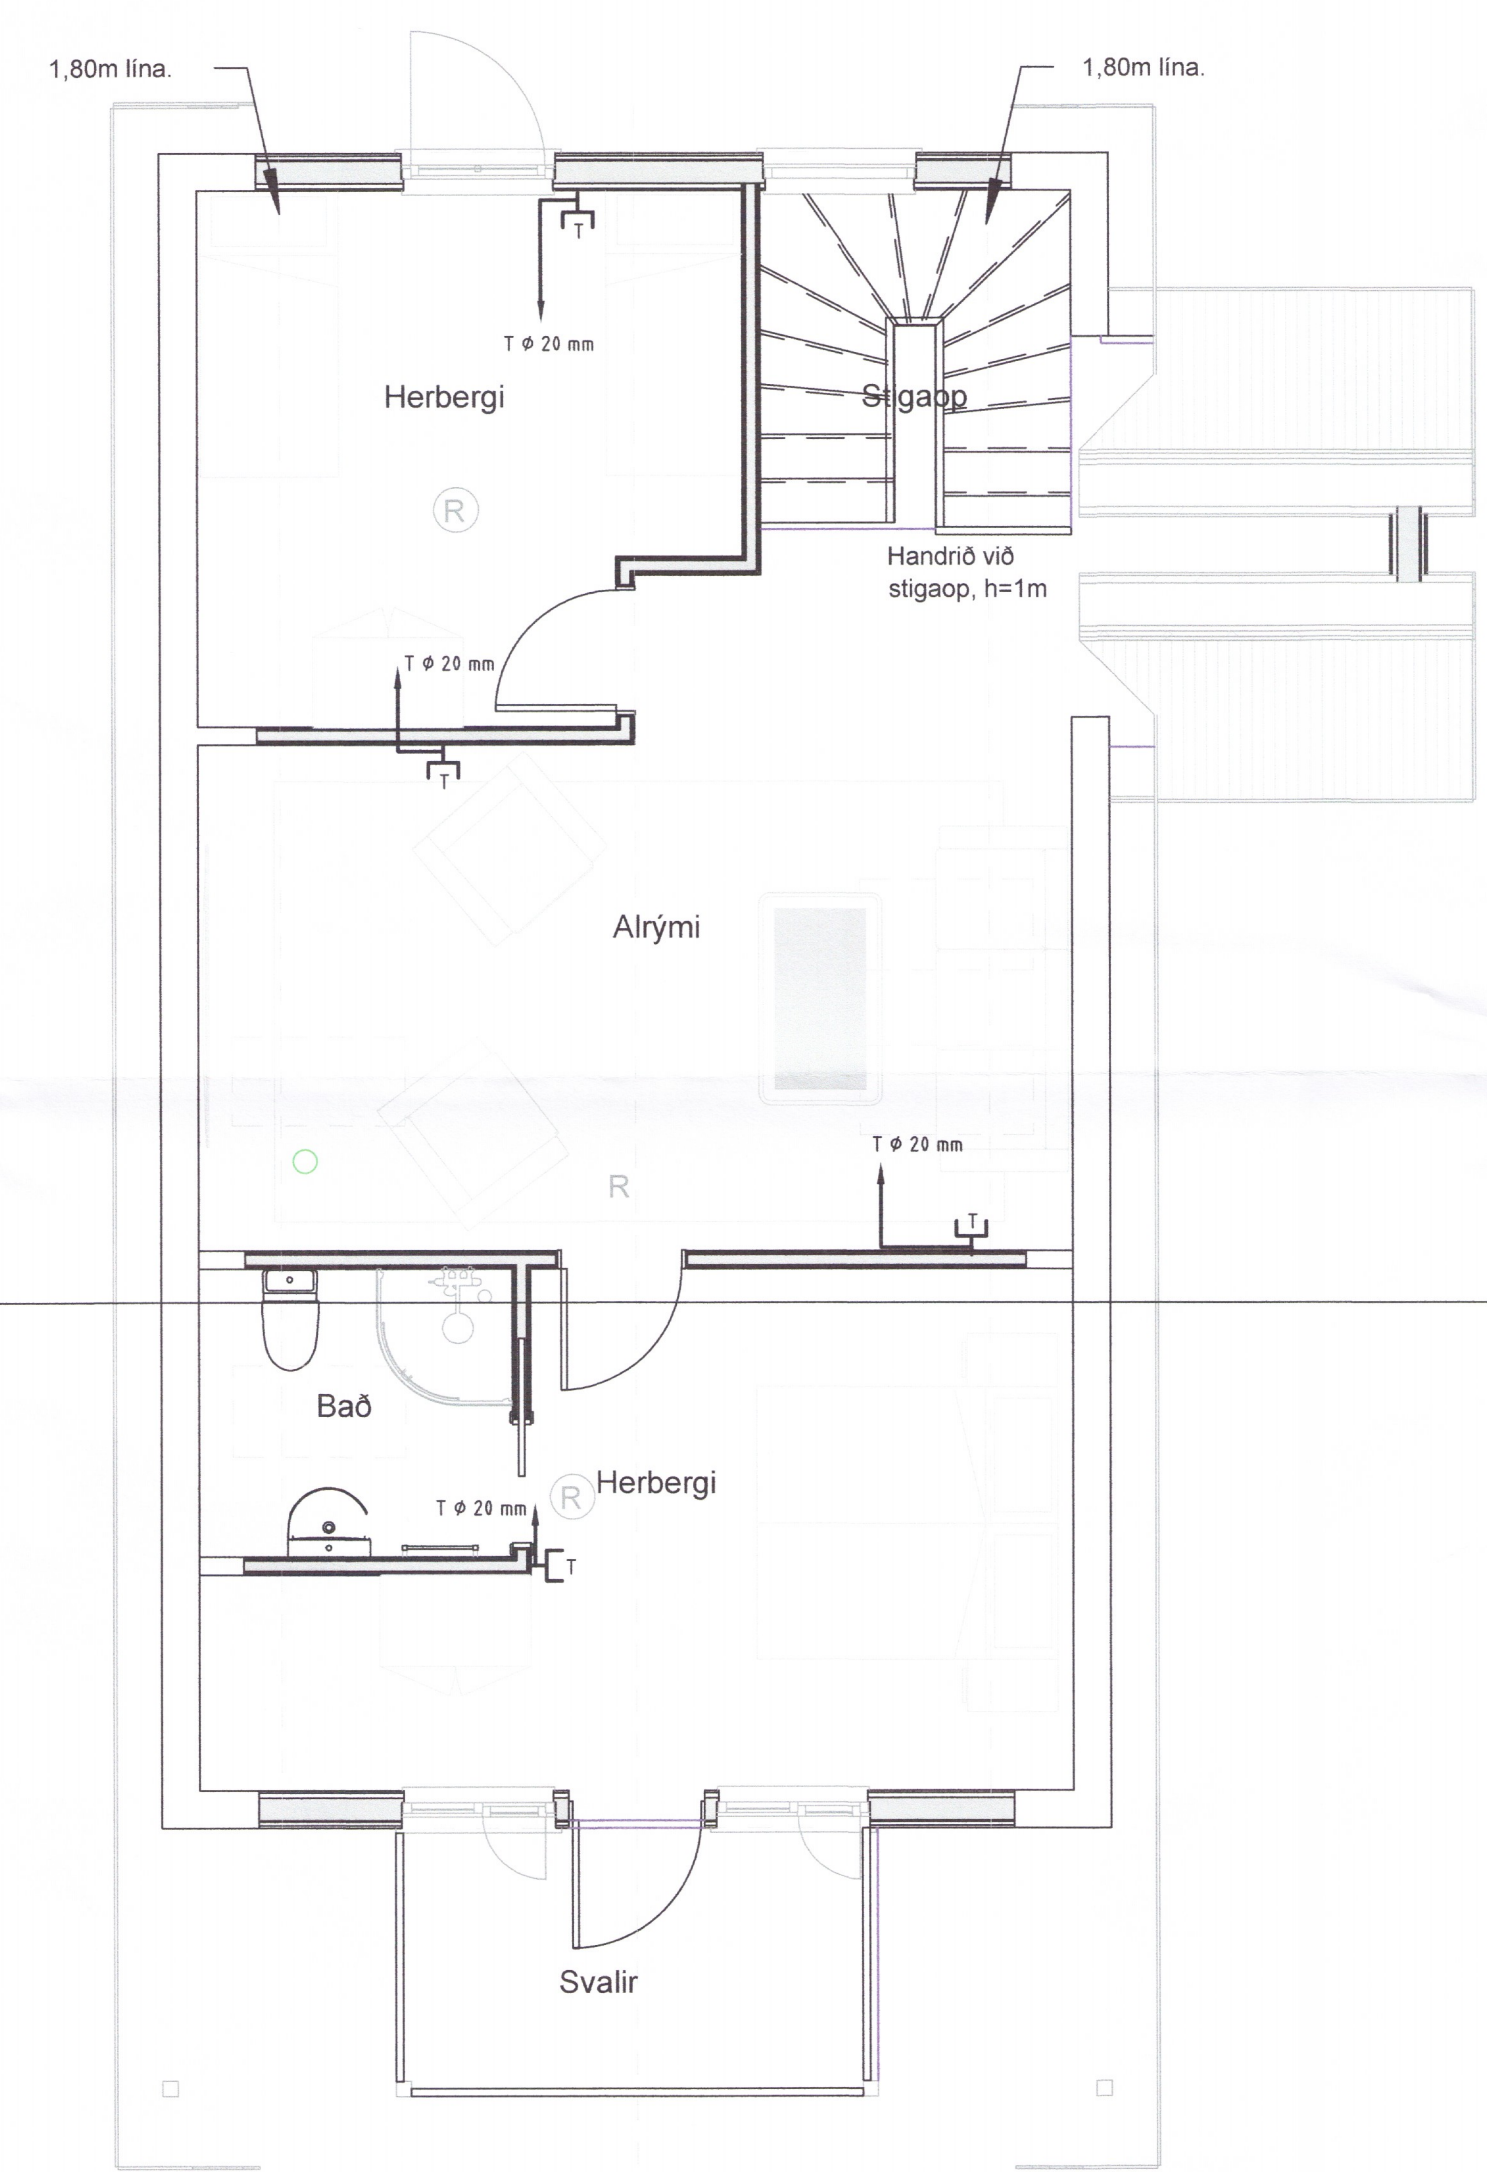 1,80m lína.
1,80m lína.
T
T ϕ 20 mm
Herbergi
Stigaop
R
Handrið við
stigaop, h=1m
T ϕ 20 mm
T
Alrými
T ϕ 20 mm
R
T
Bað
Herbergi
R
T ϕ 20 mm
T
Svalir